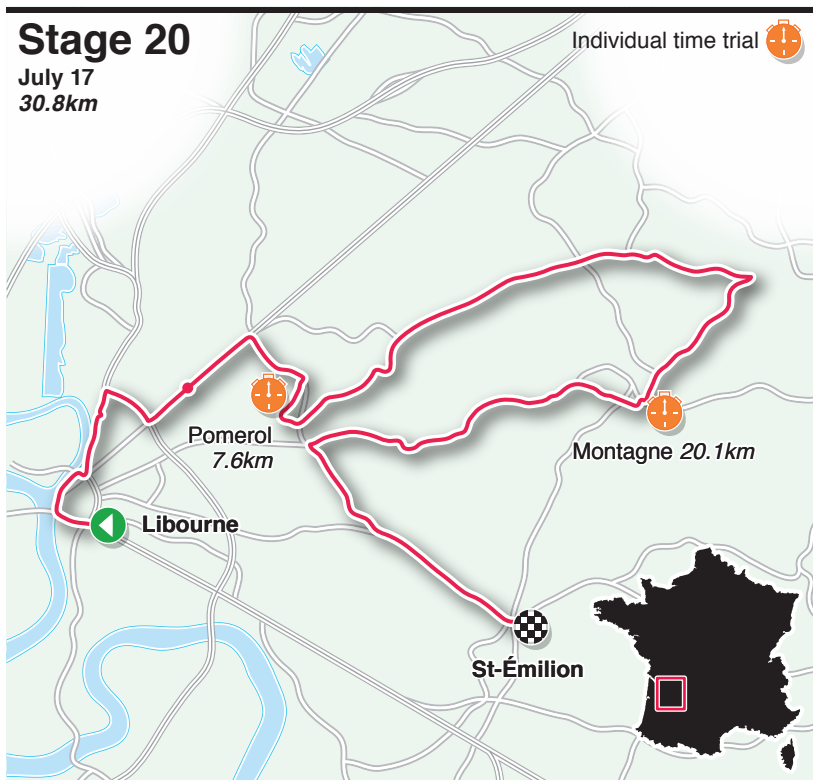 Stage 20
July 17
30.8km
Individual time trial
Pomerol
7.6km
Montagne 20.1km
Libourne
St-Émilion